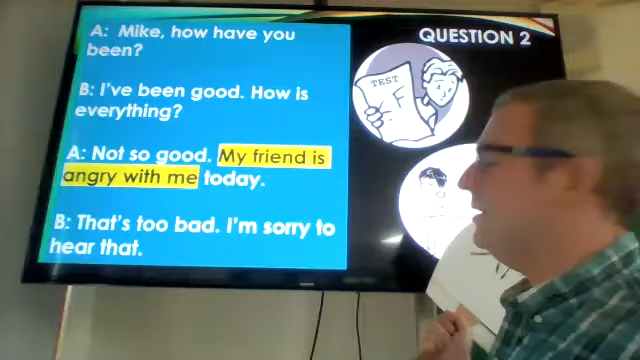 QUESTION 2
A: Mike, how have you
been?
B: I've been good. How is
everything?
A: Not so good. My friend is
angry with me today.
B: That's too bad. I'm sorry to
hear that.
TEST
F